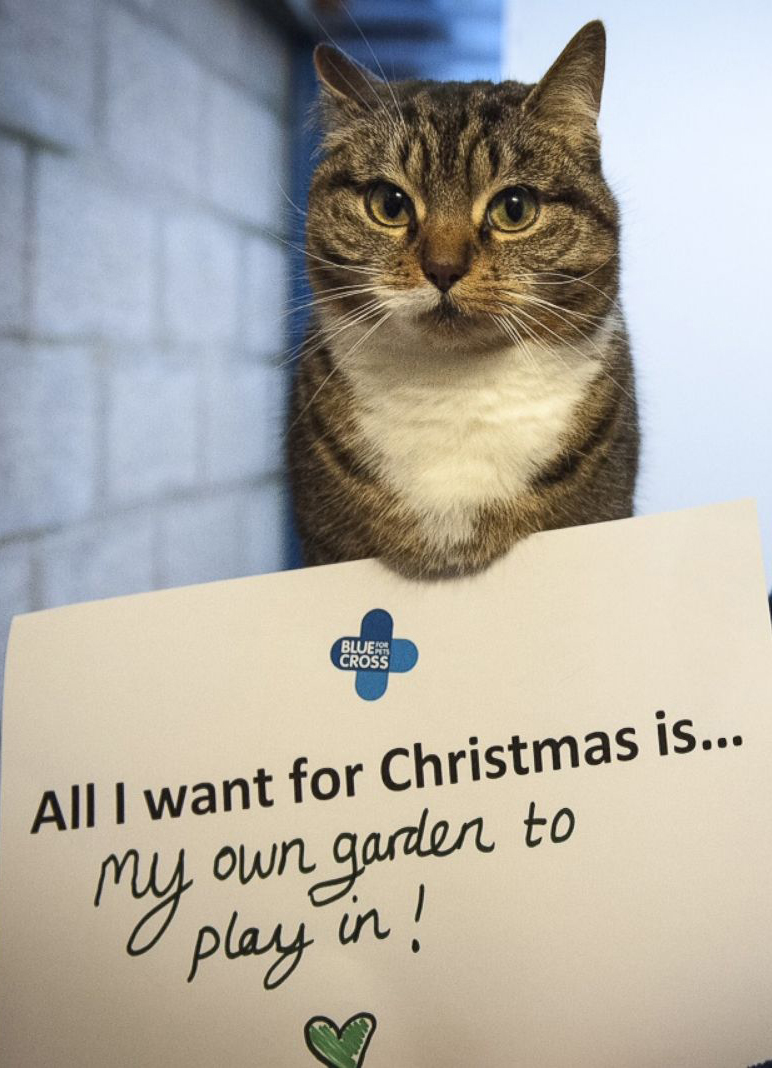 BLUE FOR PETS
CROSS
All I want for Christmas is...
My own garden to
play in!